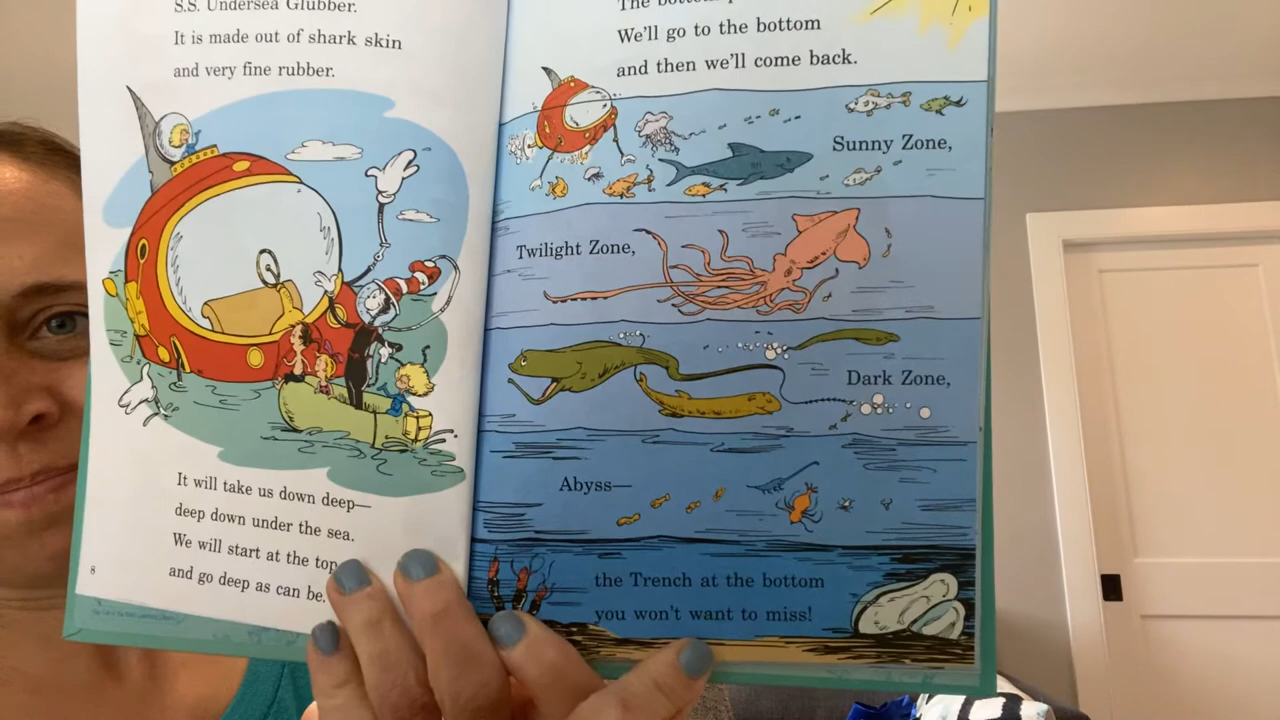 S.S. Undersea Glubber.
It is made out of shark skin
and very fine rubber.
It will take us down deep—
deep down under the sea.
We will start at the top
and go deep as can be.
8
The bottom
We'll go to the bottom
and then we'll come back.
Sunny Zone,
Twilight Zone,
Dark Zone,
Abyss—
the Trench at the bottom
you won't want to miss!